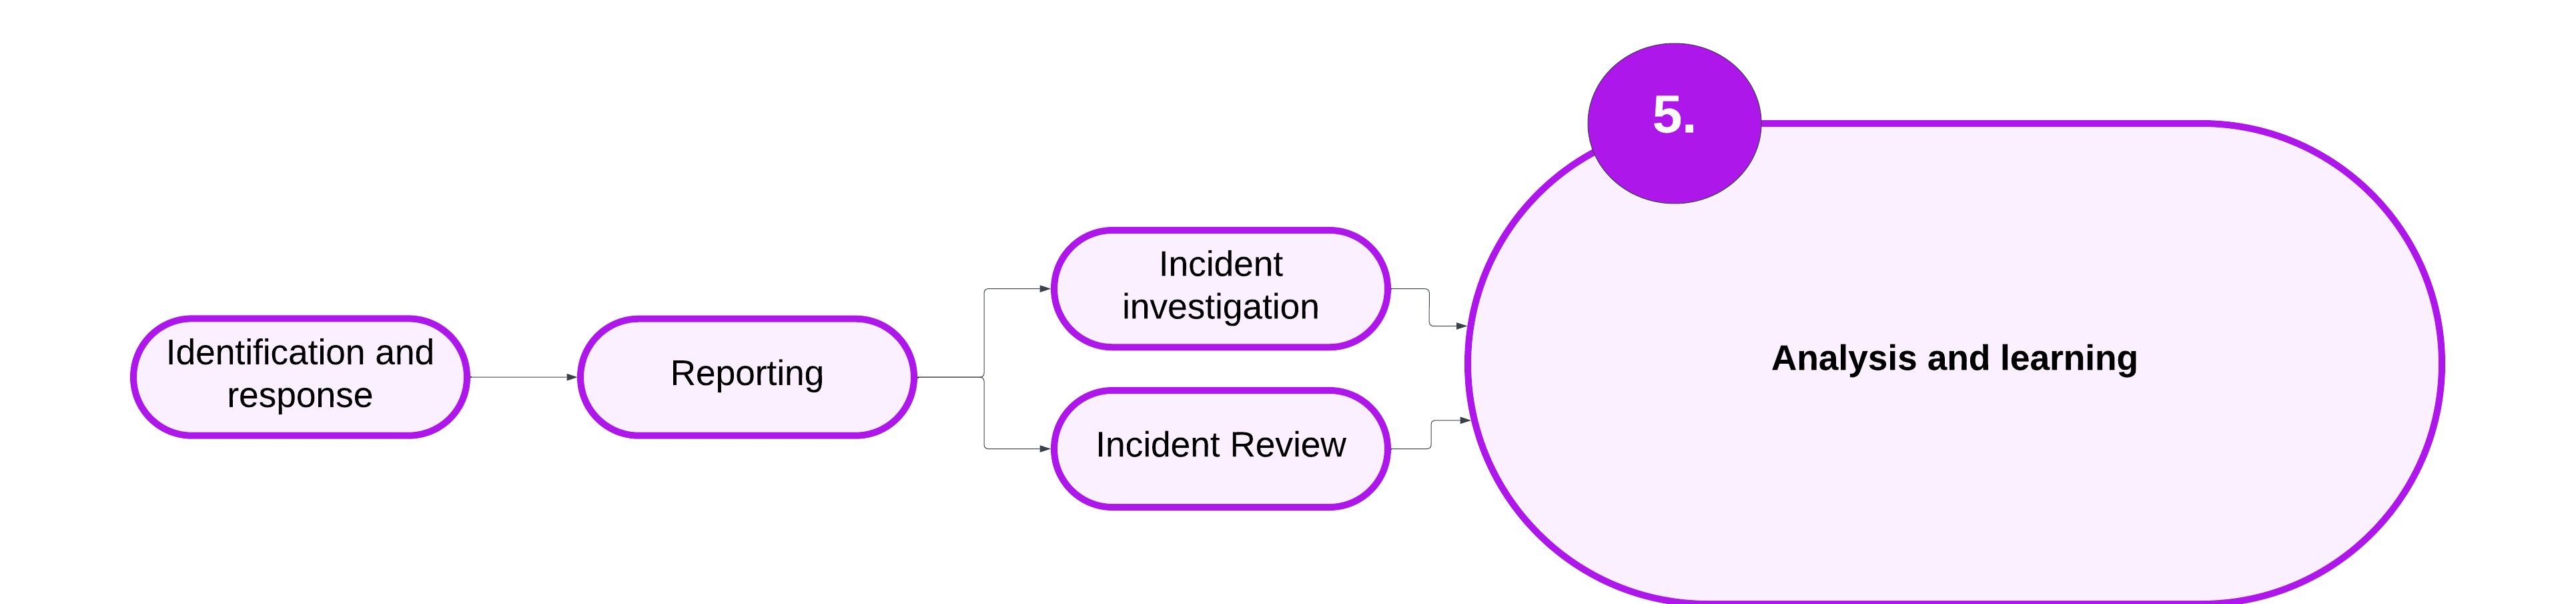 5.
Incident
investigation
Identification and
response
Reporting
Analysis and learning
Incident Review